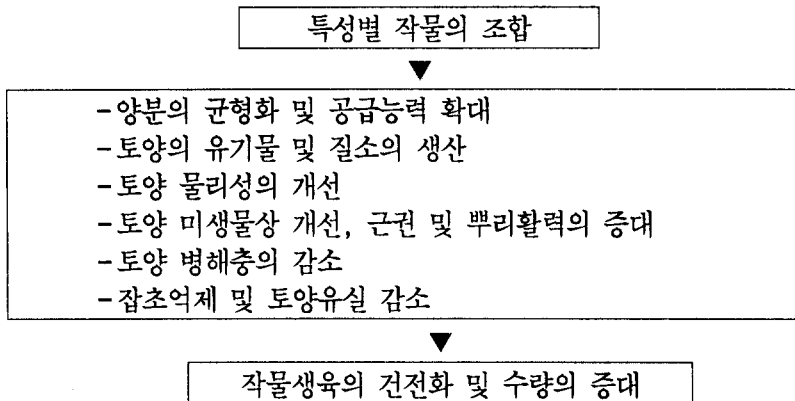 특성별 작물의 조합
▼
-양분의 균형화 및 공급능력 확대
-토양의 유기물 및 질소의 생산
-토양 물리성의 개선
-토양 미생물상 개선, 근권 및 뿌리활력의 증대
-토양 병해충의 감소
-잡초억제 및 토양유실 감소
▼
작물생육의 건전화 및 수량의 증대